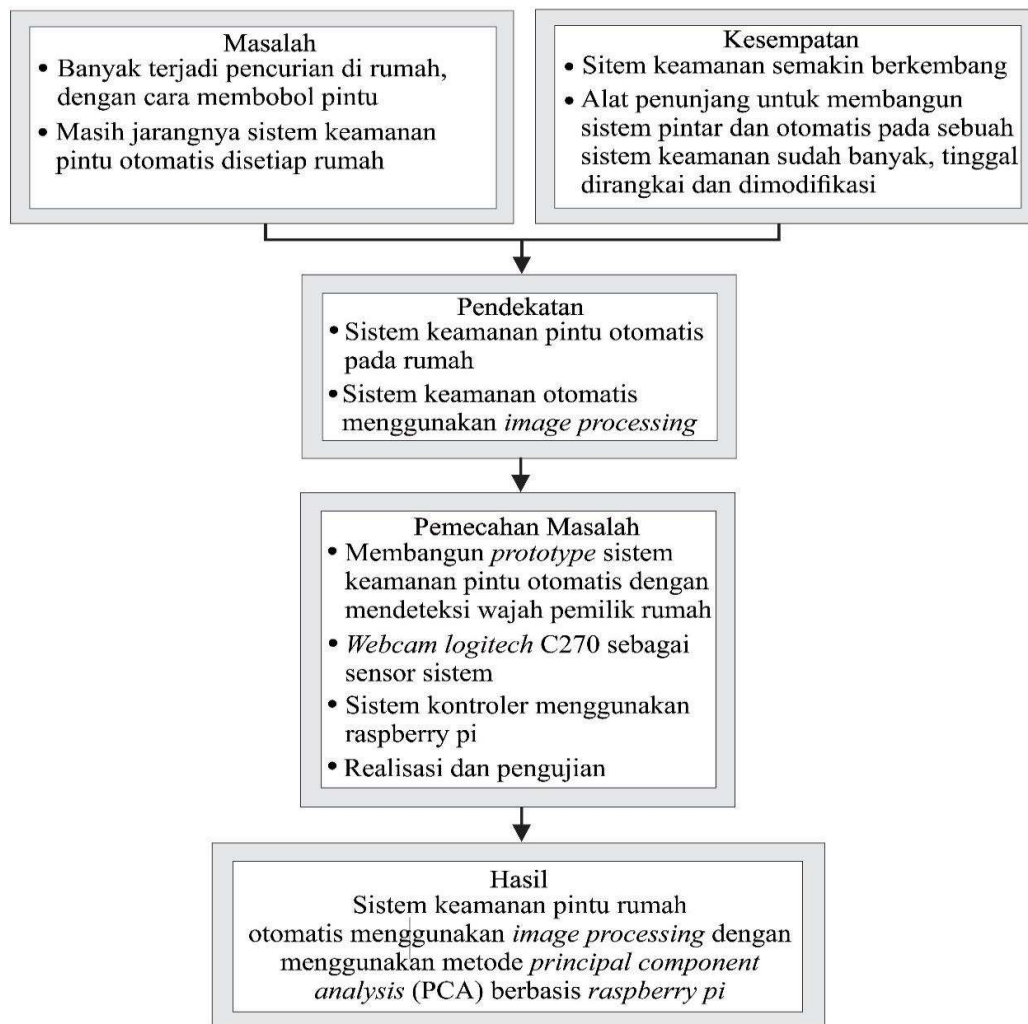 Masalah
• Banyak terjadi pencurian di rumah,
dengan cara membobol pintu
• Masih jarangnya sistem keamanan
pintu otomatis disetiap rumah
Kesempatan
• Sitem keamanan semakin berkembang
• Alat penunjang untuk membangun
sistem pintar dan otomatis pada sebuah
sistem keamanan sudah banyak, tinggal
dirangkai dan dimodifikasi
Pendekatan
• Sistem keamanan pintu otomatis
pada rumah
• Sistem keamanan otomatis
menggunakan image processing
Pemecahan Masalah
• Membangun prototype sistem
keamanan pintu otomatis dengan
mendeteksi wajah pemilik rumah
• Webcam logitech C270 sebagai
sensor sistem
• Sistem kontroler menggunakan
raspberry pi
• Realisasi dan pengujian
Hasil
Sistem keamanan pintu rumah
otomatis menggunakan image processing dengan
menggunakan metode principal component
analysis (PCA) berbasis raspberry pi